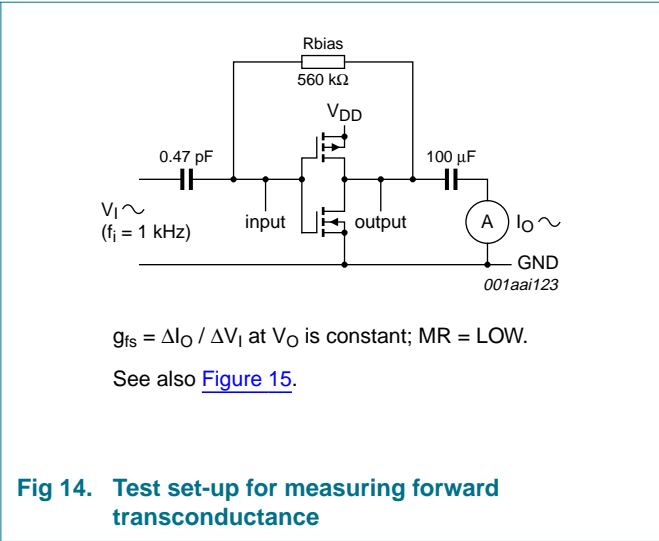 Rbias
560 kΩ
VDD
0.47 pF
100 μF
VI
(fi = 1 kHz)
input
output
A
IO
GND
001aai123
gfs = ΔIO / ΔVI at VO is constant; MR = LOW.
See also Figure 15.
Fig 14. Test set-up for measuring forward
transconductance